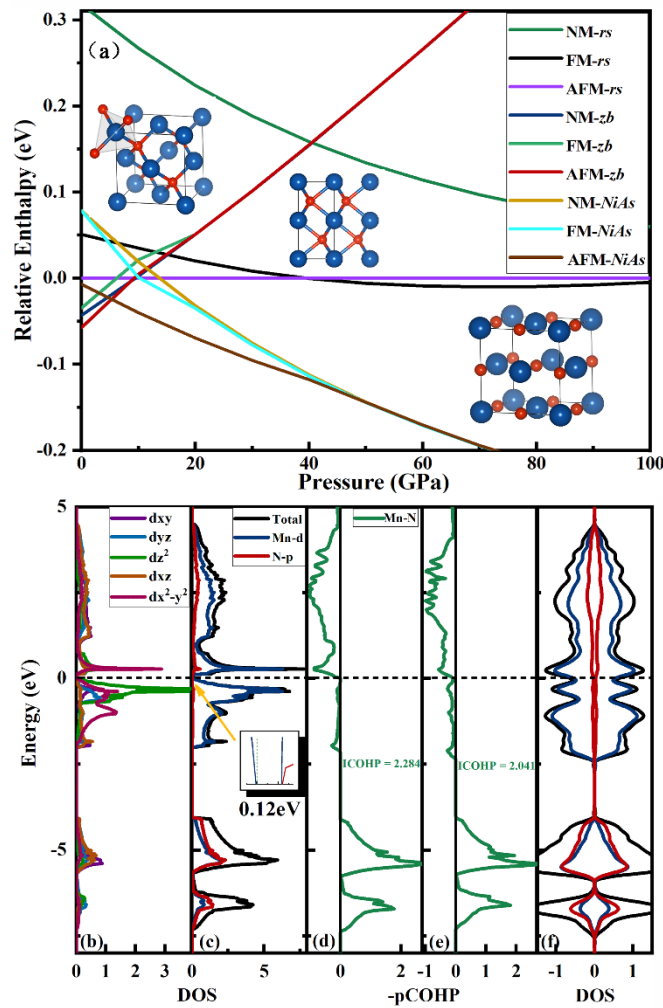 (a)
0.3
0.2
0.1
0.0
-0.1
-0.2
Relative Enthalpy (eV)
NM-rs
FM-rs
AFM-rs
NM-zb
FM-zb
AFM-zb
NM-NiAs
FM-NiAs
AFM-NiAs
0 20 40 60 80 100
Pressure (GPa)
5
0
-5
Energy (eV)
dxy
dyz
dz²
dxz
dx²-y²
Total
Mn-d
N-p
Mn-N
0.12eV
ICOHP = 2.284
ICOHP = 2.041
(b) (c) (d) (e) (f)
0 1 2 3 0 5 0 2 -1 0 1 2 -1 0 1
DOS -pCOHP DOS